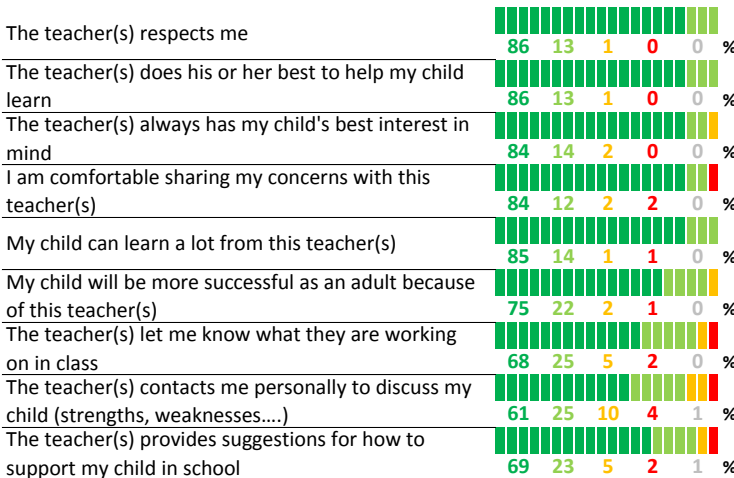 The teacher(s) respects me
86 13 1 0 0 %
The teacher(s) does his or her best to help my child
learn
86 13 1 0 0 %
The teacher(s) always has my child's best interest in
mind
84 14 2 0 0 %
I am comfortable sharing my concerns with this
teacher(s)
84 12 2 2 0 %
My child can learn a lot from this teacher(s)
85 14 1 1 0 %
My child will be more successful as an adult because
of this teacher(s)
75 22 2 1 0 %
The teacher(s) let me know what they are working
on in class
68 25 5 2 0 %
The teacher(s) contacts me personally to discuss my
child (strengths, weaknesses….)
61 25 10 4 1 %
The teacher(s) provides suggestions for how to
support my child in school
69 23 5 2 1 %